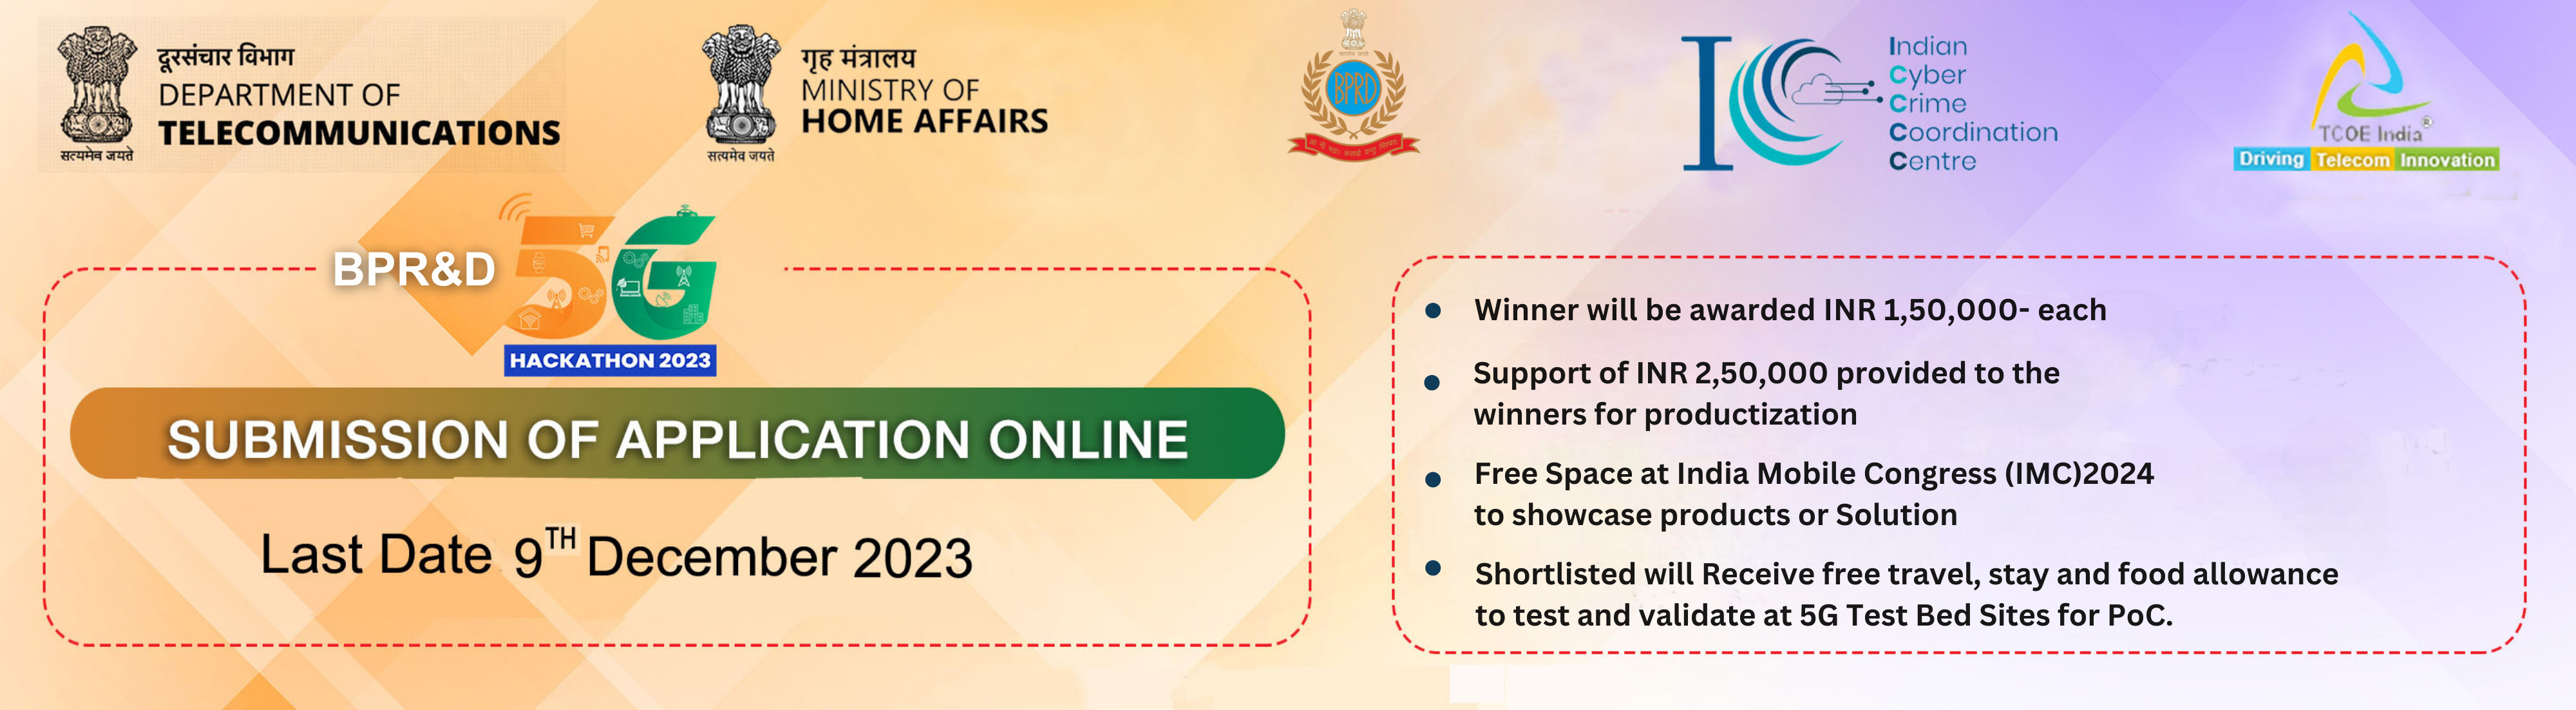 दूरसंचार विभाग
DEPARTMENT OF
TELECOMMUNICATIONS
सत्यमेव जयते
गृह मंत्रालय
MINISTRY OF
HOME AFFAIRS
सत्यमेव जयते
BPRD
Indian
Cyber
Crime
Coordination
Centre
TCOE India®
Driving Telecom Innovation
BPR&D 5G
HACKATHON 2023
SUBMISSION OF APPLICATION ONLINE
Last Date 9TH December 2023
Winner will be awarded INR 1,50,000- each
Support of INR 2,50,000 provided to the
winners for productization
Free Space at India Mobile Congress (IMC)2024
to showcase products or Solution
Shortlisted will Receive free travel, stay and food allowance
to test and validate at 5G Test Bed Sites for PoC.